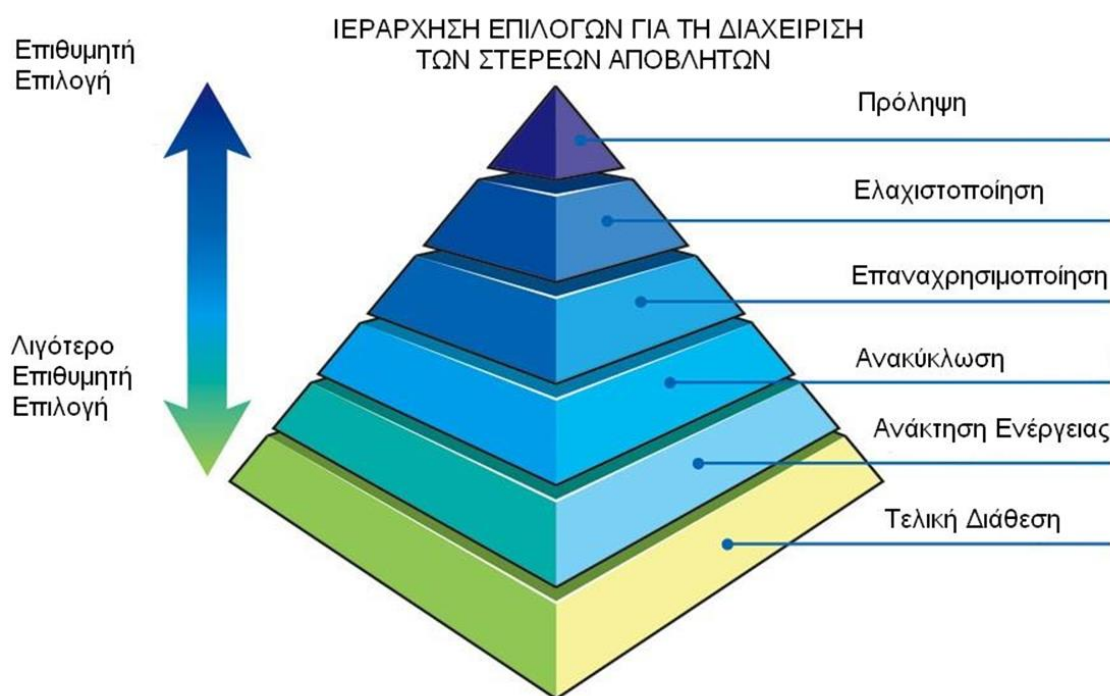 ΙΕΡΑΡΧΗΣΗ ΕΠΙΛΟΓΩΝ ΓΙΑ ΤΗ ΔΙΑΧΕΙΡΙΣΗ
ΤΩΝ ΣΤΕΡΕΩΝ ΑΠΟΒΛΗΤΩΝ
Επιθυμητή
Επιλογή
Πρόληψη
Ελαχιστοποίηση
Επαναχρησιμοποίηση
Λιγότερο
Επιθυμητή
Επιλογή
Ανακύκλωση
Ανάκτηση Ενέργειας
Τελική Διάθεση